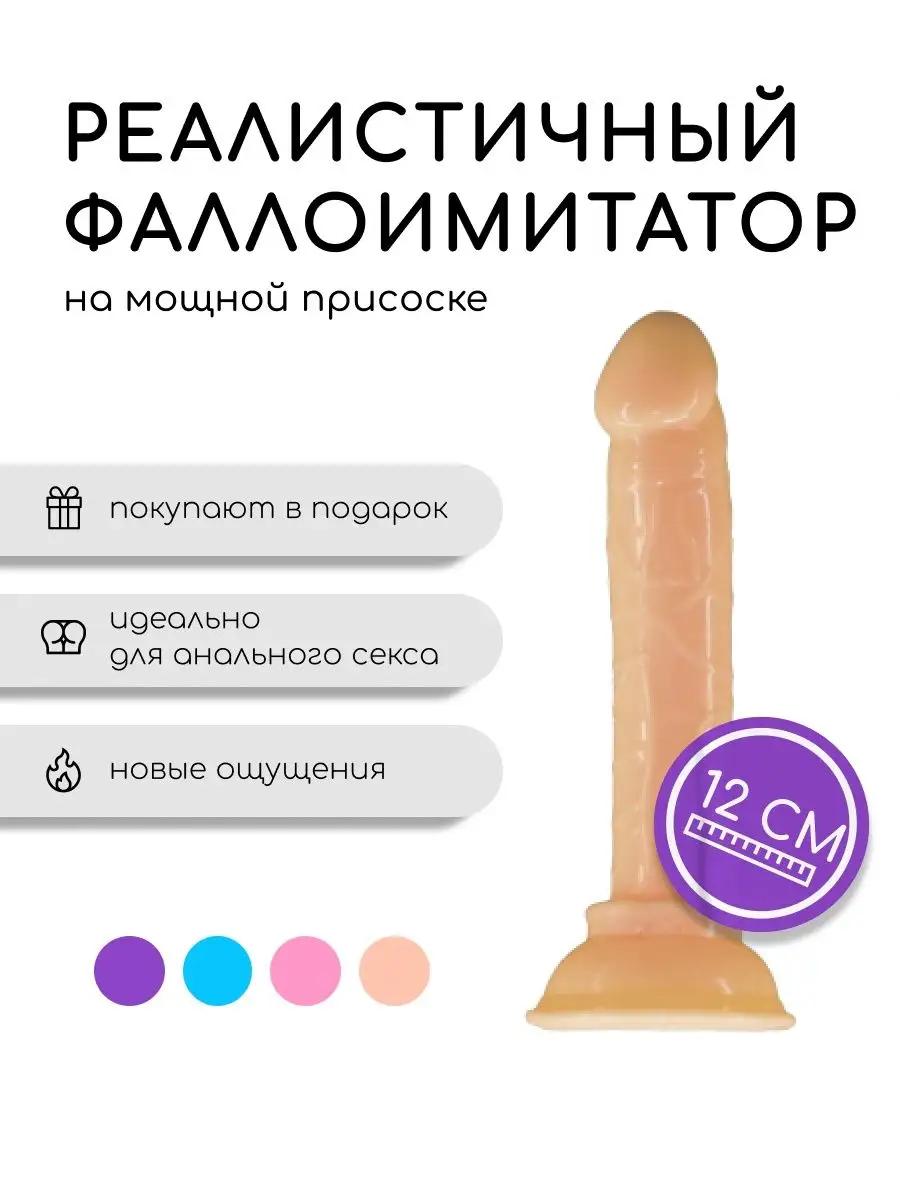 РЕАЛИСТИЧНЫЙ
ФАЛЛОИМИТАТОР
на мощной присоске
покупают в подарок
идеально
для анального секса
новые ощущения
12 СМ